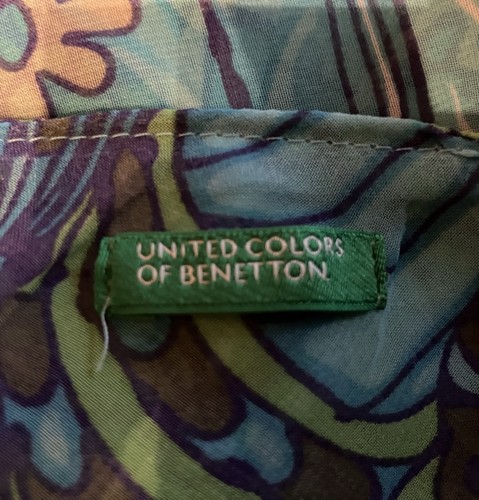 UNITED COLORS
OF BENETTON.